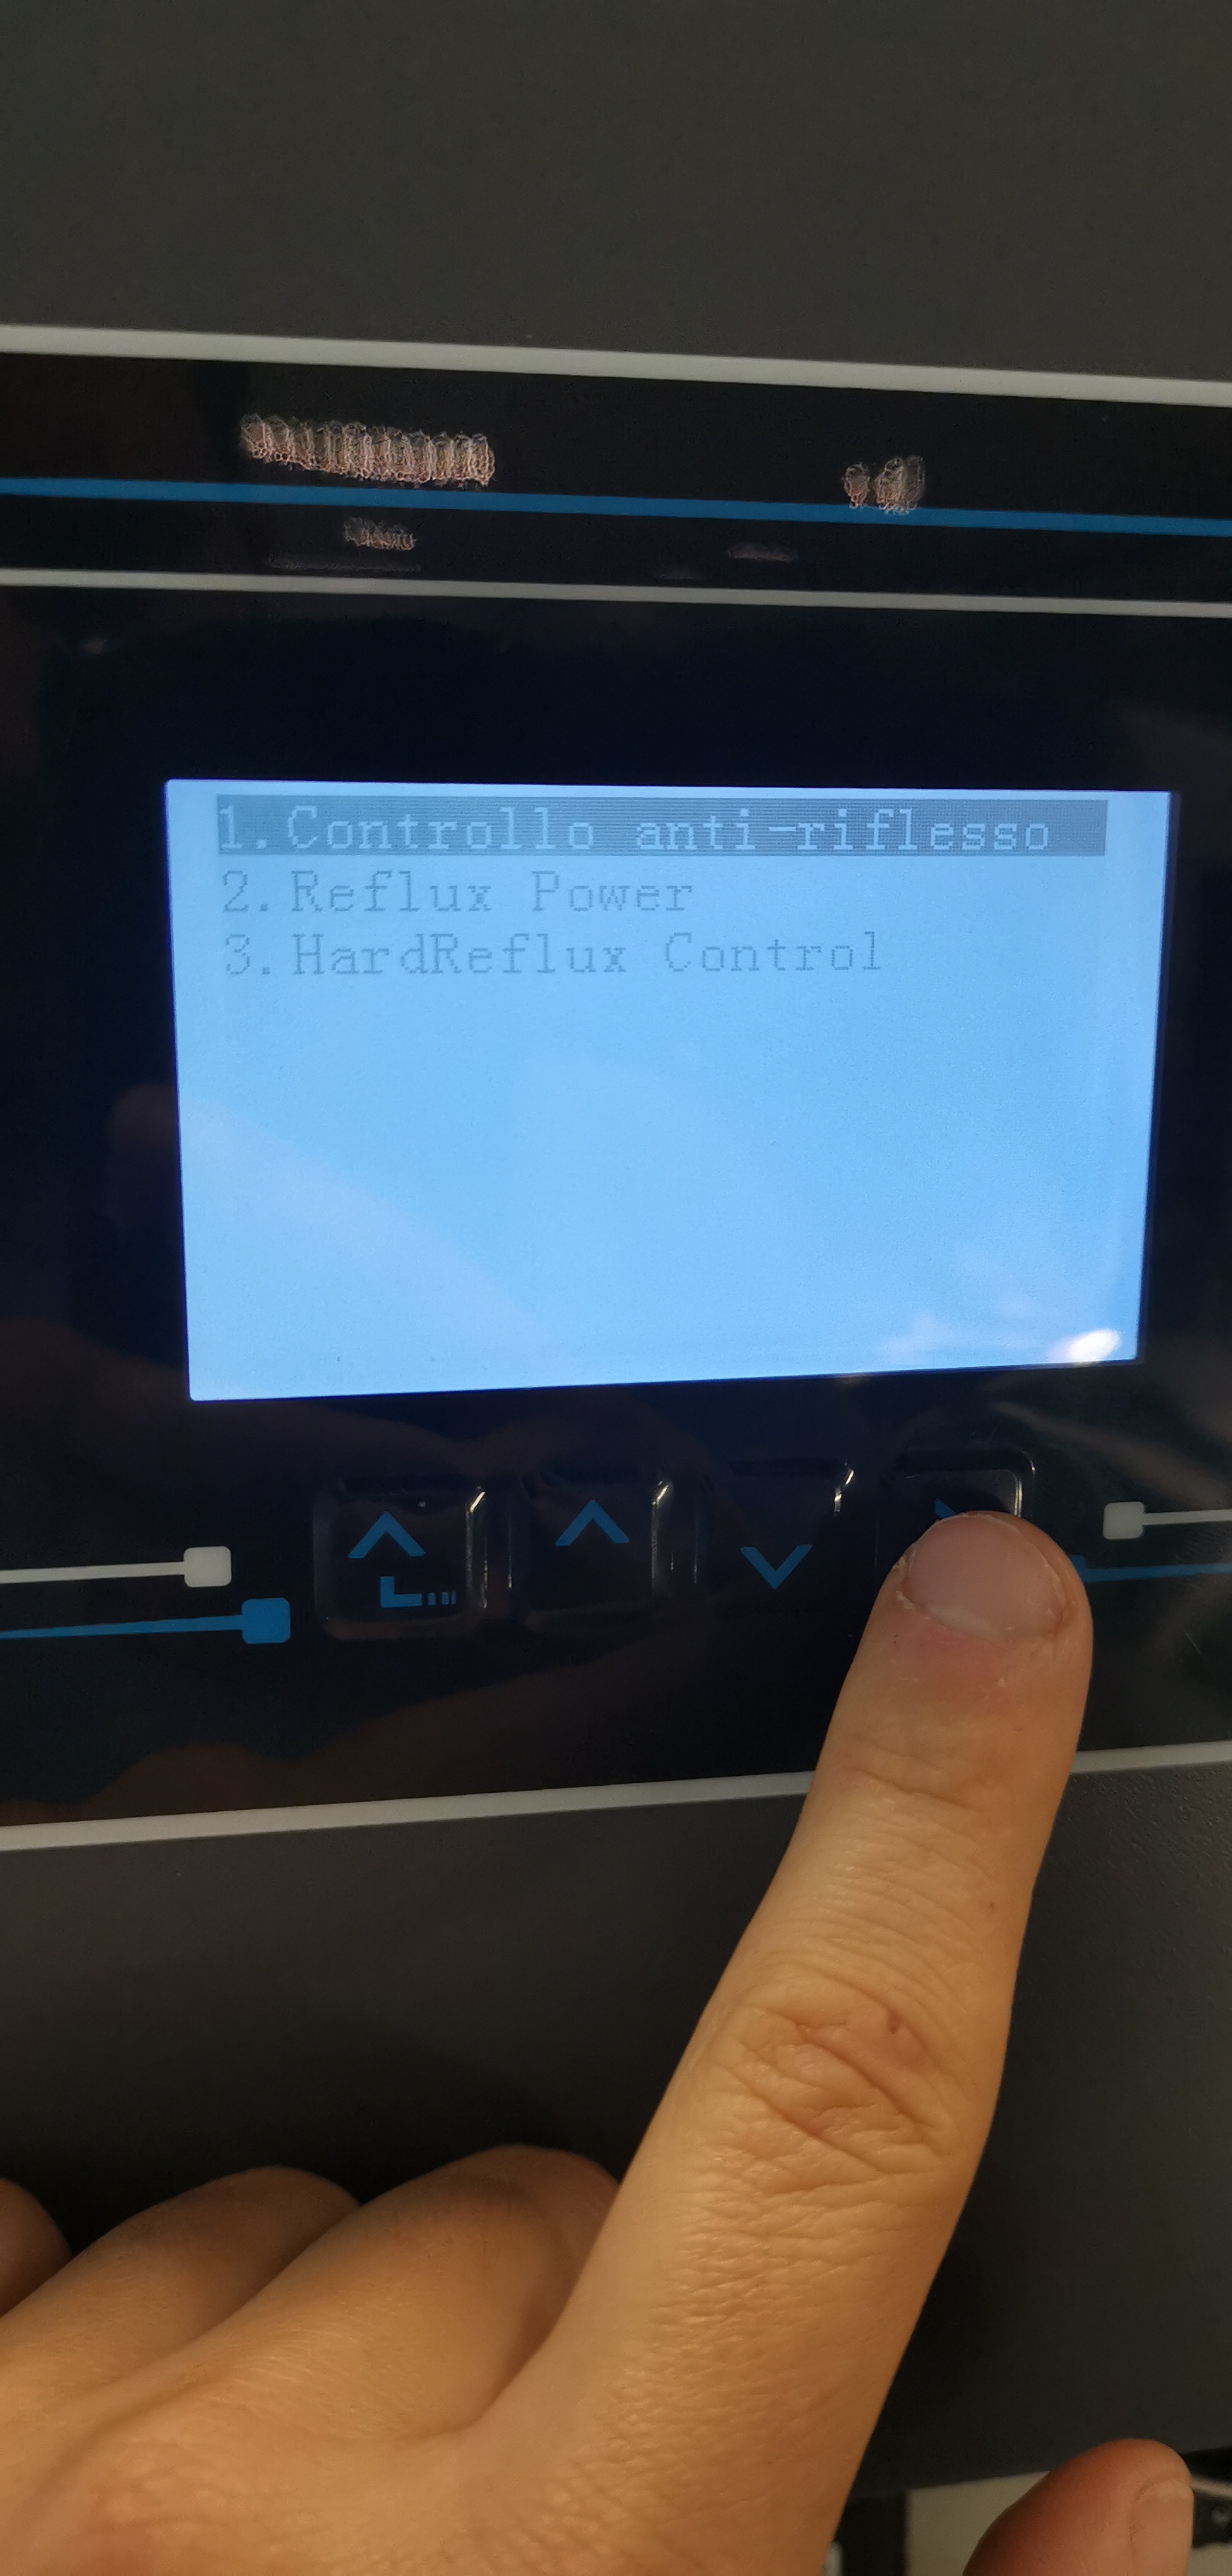 1. Controllo anti-riflesso
2. Reflux Power
3. HardReflux Control